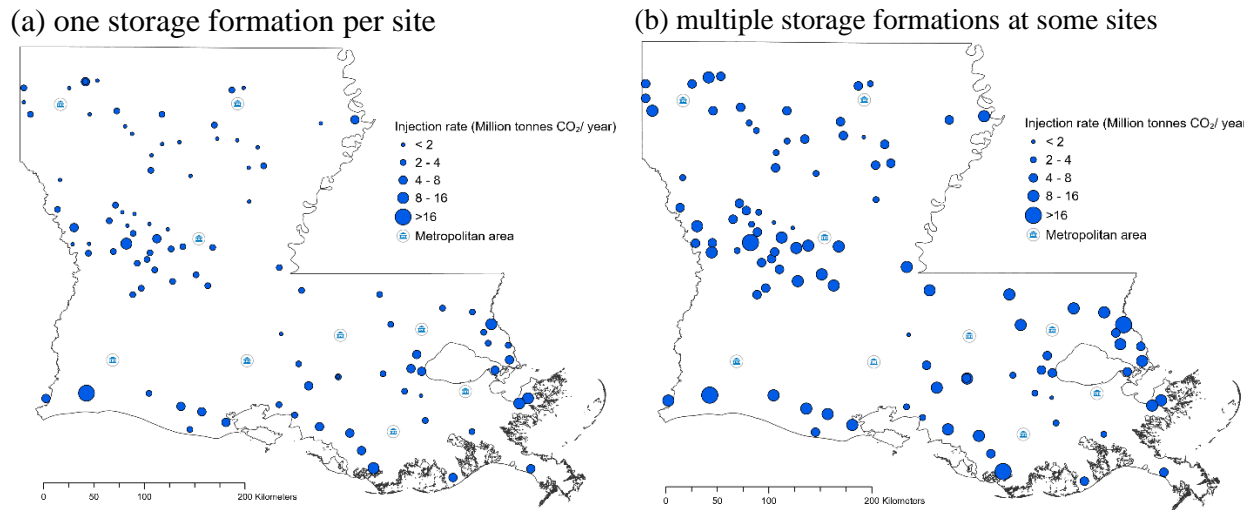 (a) one storage formation per site
Injection rate (Million tonnes CO₂/ year)
< 2
2 - 4
4 - 8
8 - 16
>16
Metropolitan area
0 50 100 200 Kilometers
(b) multiple storage formations at some sites
Injection rate (Million tonnes CO₂/ year)
< 2
2 - 4
4 - 8
8 - 16
>16
Metropolitan area
0 50 100 200 Kilometers